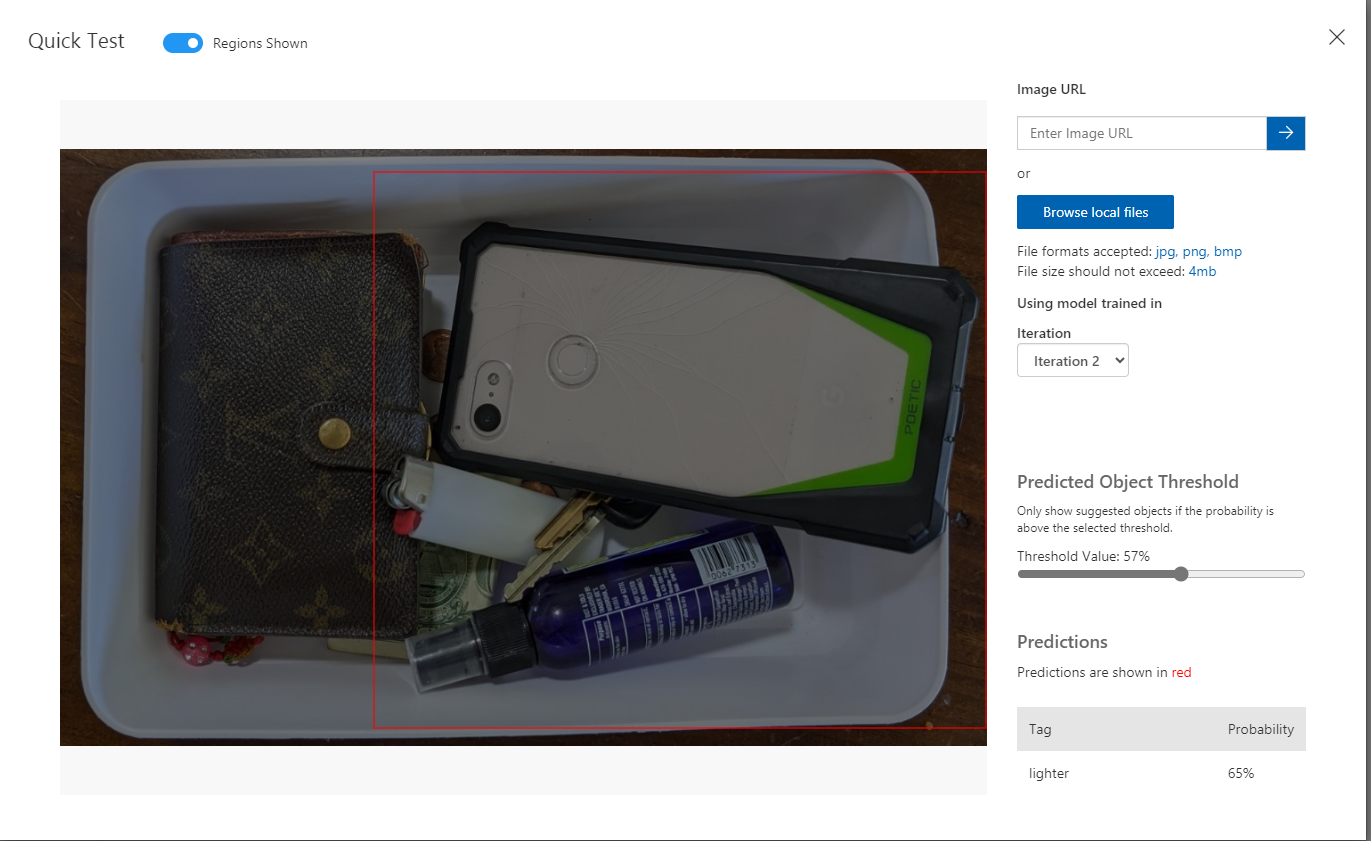 Quick Test
Regions Shown
Image URL
Enter Image URL
or
Browse local files
File formats accepted: jpg, png, bmp
File size should not exceed: 4mb
Using model trained in
Iteration
Iteration 2
Predicted Object Threshold
Only show suggested objects if the probability is
above the selected threshold.
Threshold Value: 57%
Predictions
Predictions are shown in red
Tag Probability
lighter 65%
POETIC
G